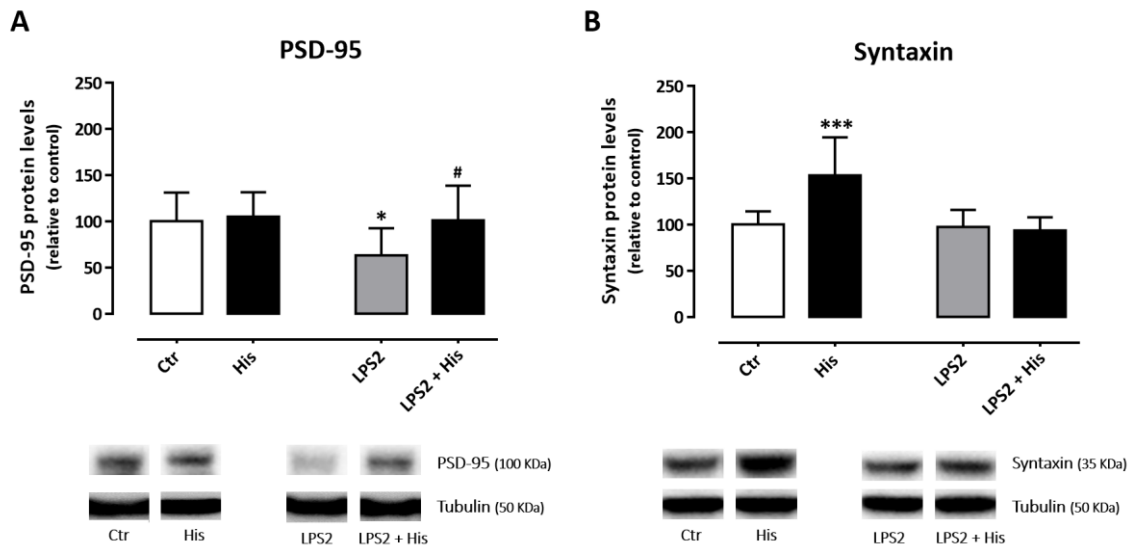 A
PSD-95
PSD-95 protein levels
(relative to control)
250
200
150
100
50
0
*
#
Ctr
His
LPS2
LPS2 + His
PSD-95 (100 KDa)
Tubulin (50 KDa)
Ctr
His
LPS2
LPS2 + His
B
Syntaxin
Syntaxin protein levels
(relative to control)
250
200
150
100
50
0
***
Ctr
His
LPS2
LPS2 + His
Syntaxin (35 KDa)
Tubulin (50 KDa)
Ctr
His
LPS2
LPS2 + His